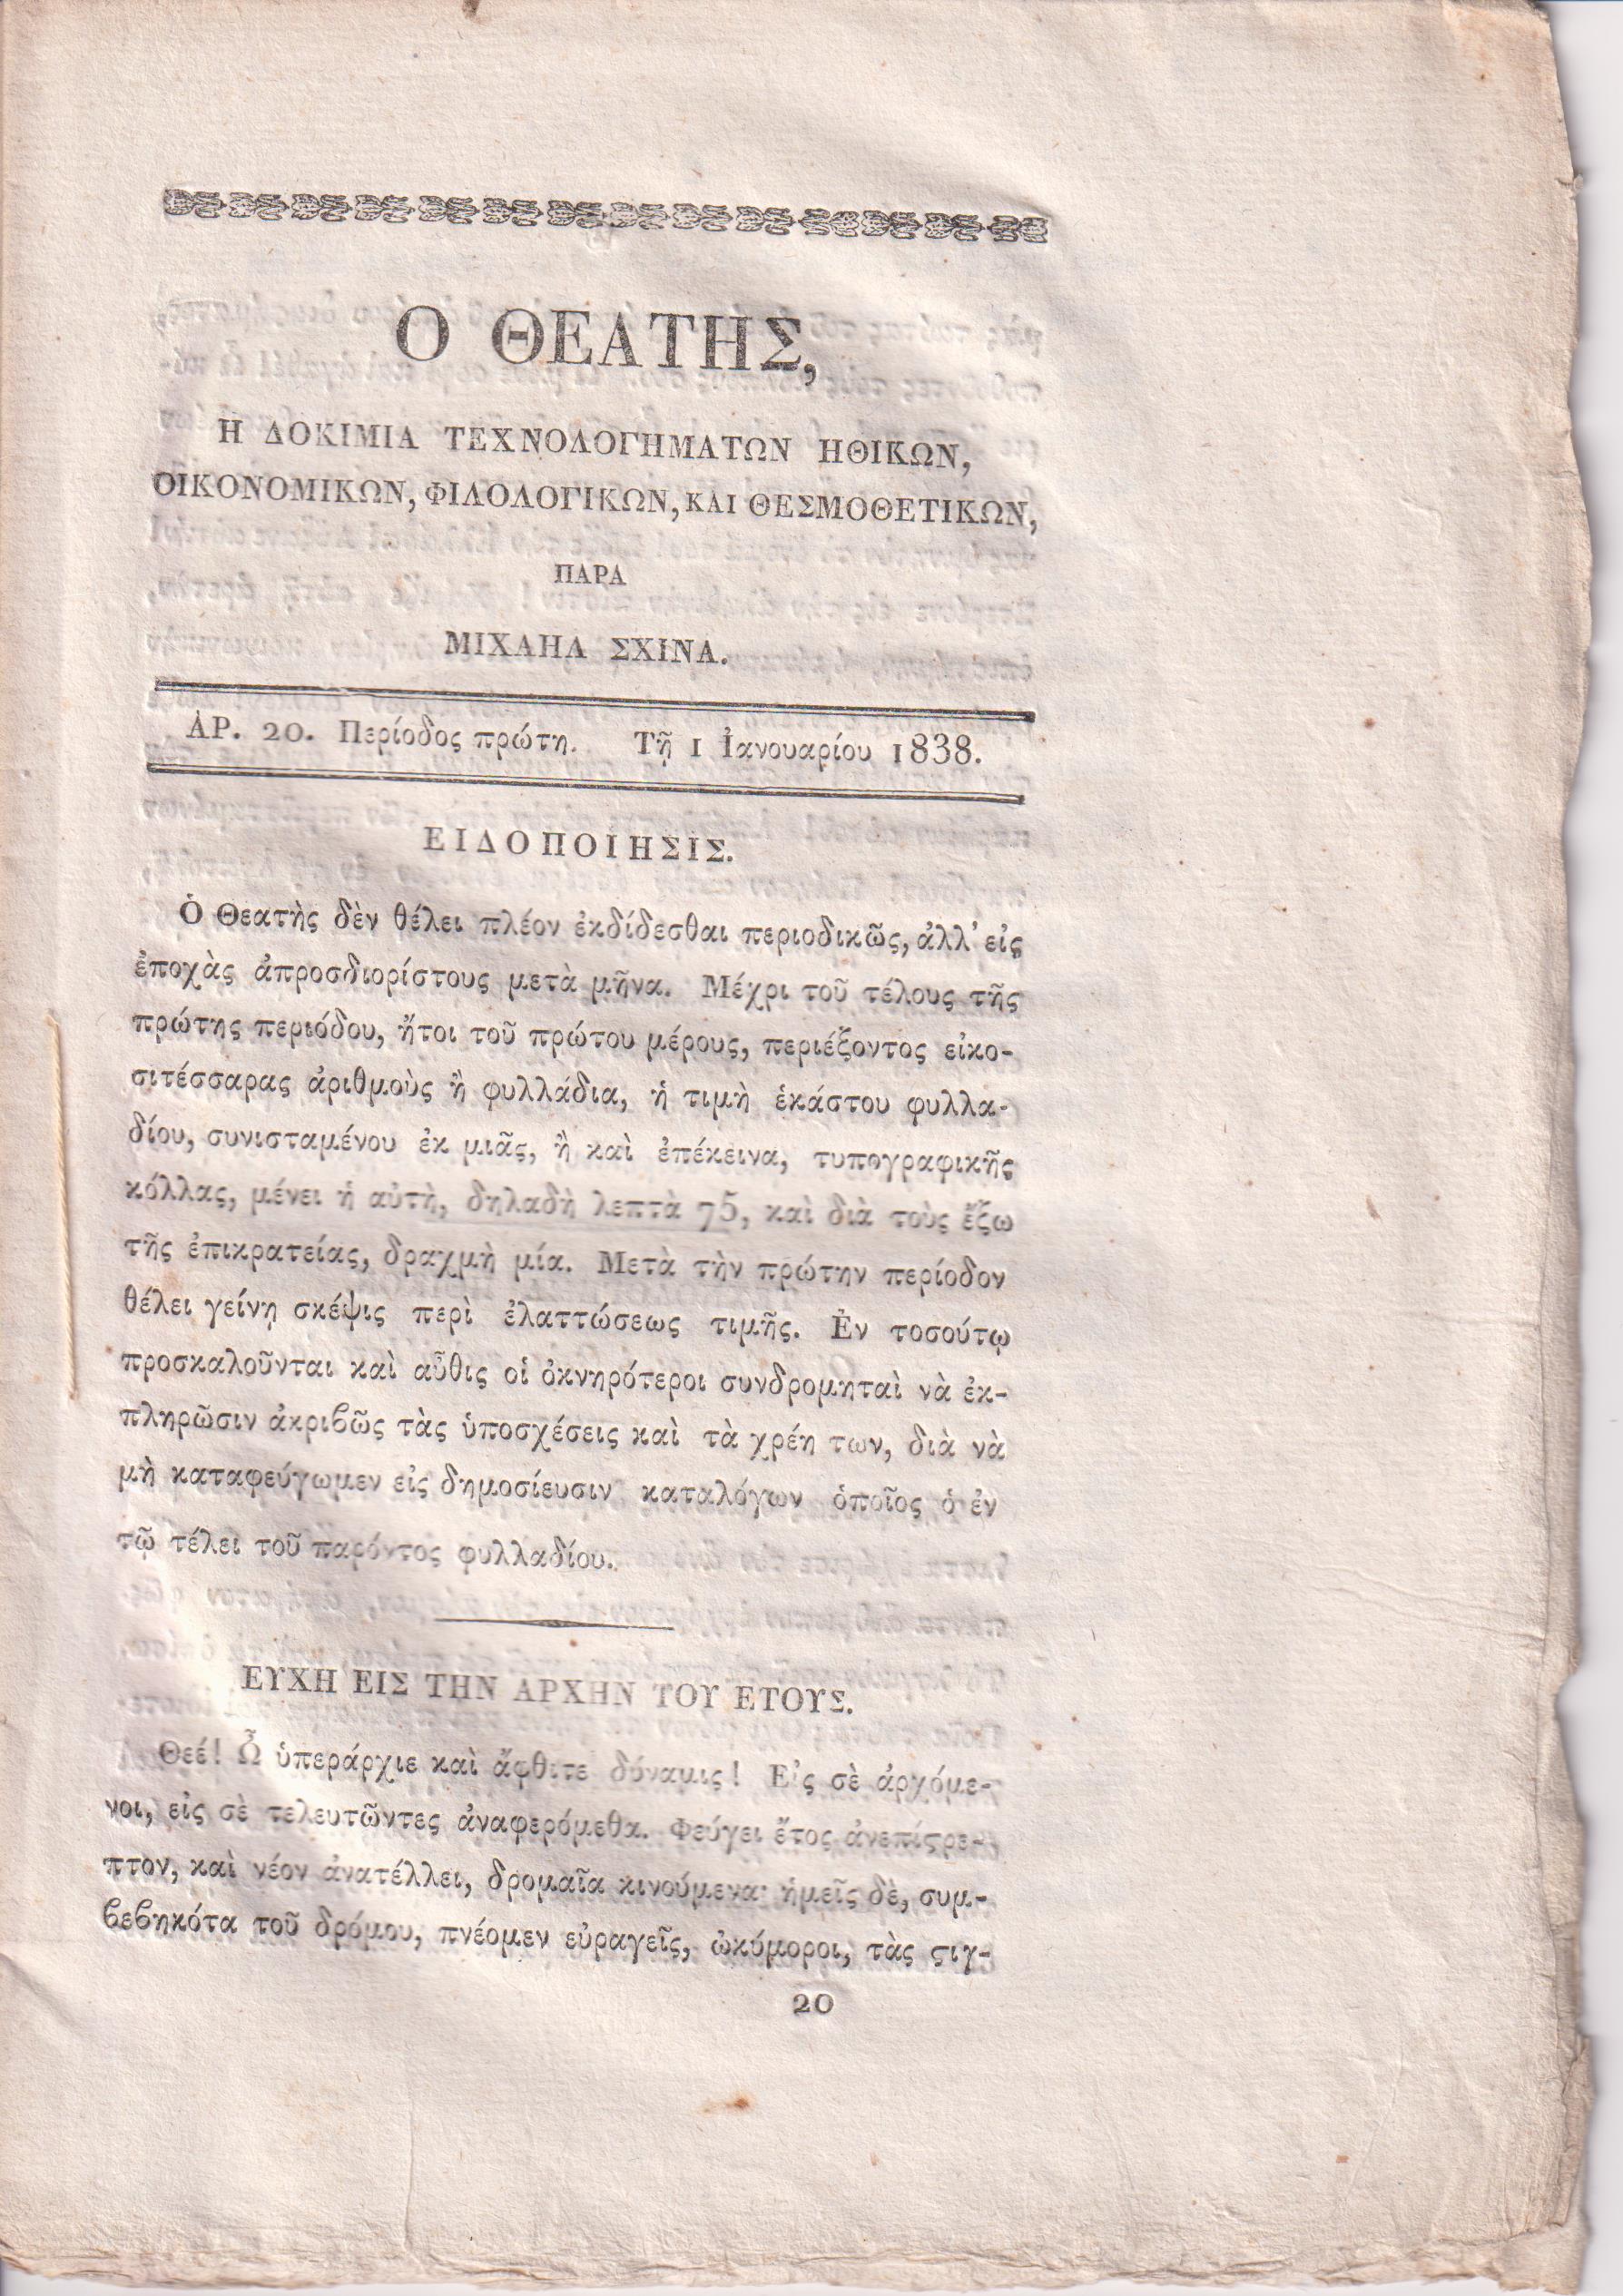 Ο ΘΕΑΤΗΣ,
Η ΔΟΚΙΜΙΑ ΤΕΧΝΟΛΟΓΗΜΑΤΩΝ ΗΘΙΚΩΝ,
ΟΙΚΟΝΟΜΙΚΩΝ, ΦΙΛΟΛΟΓΙΚΩΝ, ΚΑΙ ΘΕΣΜΟΘΕΤΙΚΩΝ,
ΠΑΡΑ
ΜΙΧΑΗΛ ΣΧΙΝΑ.
ἈΡ. 20. Περίοδος πρώτη. Τῇ 1 Ἰανουαρίου 1838.
ΕΙΔΟΠΟΙΗΣΙΣ.
Ὁ Θεατὴς δὲν θέλει πλέον ἐκδίδεσθαι περιοδικῶς, ἀλλ' εἰς
ἐποχὰς ἀπροσδιορίστους μετὰ μῆνα. Μέχρι τοῦ τέλους τῆς
πρώτης περιόδου, ἤτοι τοῦ πρώτου μέρους, περιέξοντος εἰκο-
σιτέσσαρας ἀριθμοὺς ἢ φυλλάδια, ἡ τιμὴ ἑκάστου φυλλα-
δίου, συνισταμένου ἐκ μιᾶς, ἢ καὶ ἐπέκεινα, τυπογραφικῆς
κόλλας, μένει ἡ αὐτὴ, δηλαδὴ λεπτὰ 75, καὶ διὰ τοὺς ἔξω
τῆς ἐπικρατείας, δραχμὴ μία. Μετὰ τὴν πρώτην περίοδον
θέλει γείνῃ σκέψις περὶ ἐλαττώσεως τιμῆς. Ἐν τοσούτῳ
προσκαλοῦνται καὶ αὖθις οἱ ὀκνηρότεροι συνδρομηταὶ νὰ ἐκ-
πληρῶσιν ἀκριβῶς τὰς ὑποσχέσεις καὶ τὰ χρέη των, διὰ νὰ
μὴ καταφεύγωμεν εἰς δημοσίευσιν καταλόγων ὁποῖος ὁ ἐν
τῷ τέλει τοῦ παρόντος φυλλαδίου.
ΕΥΧΗ ΕΙΣ ΤΗΝ ΑΡΧΗΝ ΤΟΥ ΕΤΟΥΣ.
Θεέ! Ὦ ὑπεράρχιε καὶ ἄφθιτε δύναμις! Εἰς σὲ ἀρχόμε-
νοι, εἰς σὲ τελευτῶντες ἀναφερόμεθα. Φεύγει ἔτος ἀνεπίϛρε-
πτον, καὶ νέον ἀνατέλλει, δρομαῖα κινούμενα· ἡμεῖς δὲ, συμ-
βεβηκότα τοῦ δρόμου, πνέομεν εὐραγεῖς, ὠκύμοροι, τὰς ϛιγ-
20